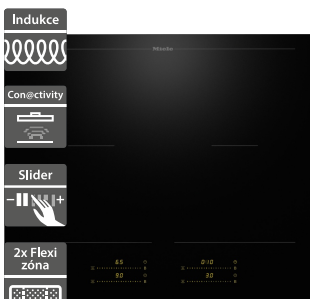 Indukce
Miele
Con@ctivity
Slider
2x Flexi
zóna